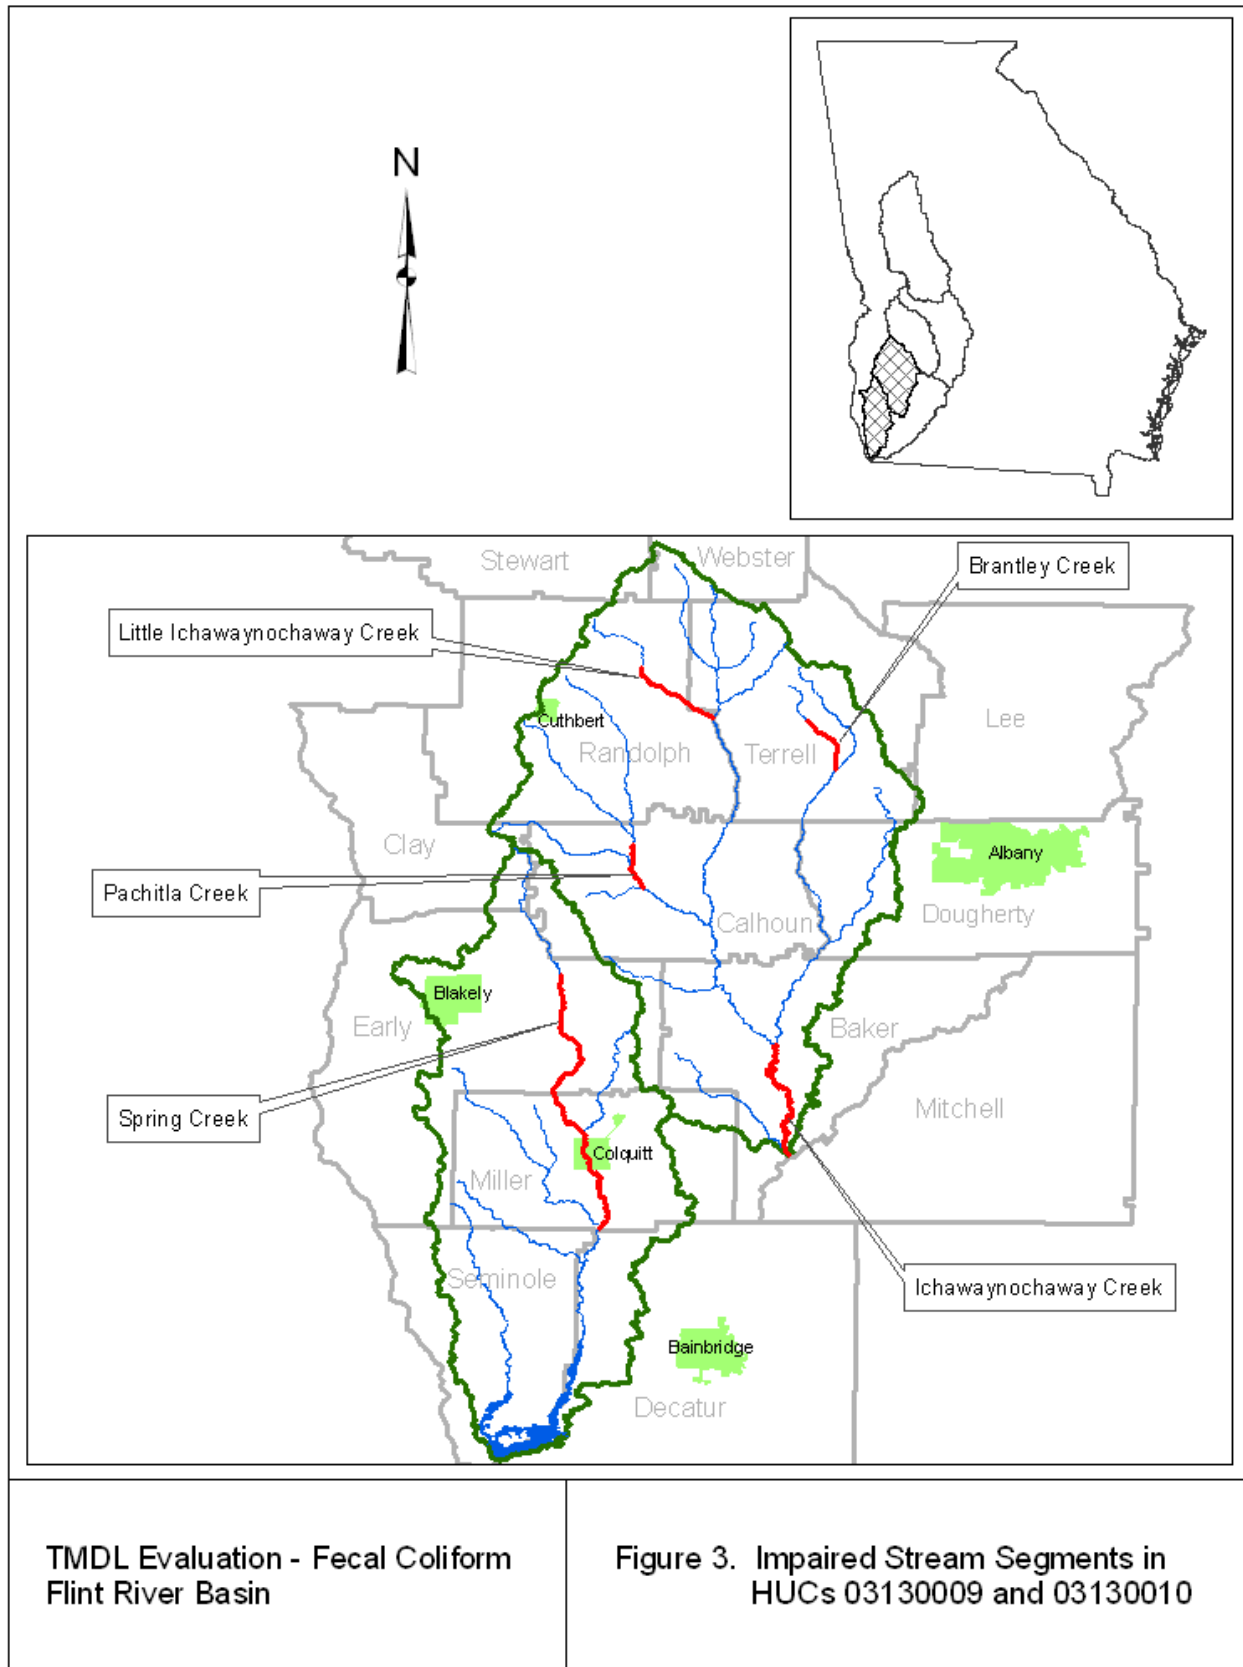 N
Stewart
Webster
Brantley Creek
Little Ichawaynochaway Creek
Cuthbert
Randolph
Terrell
Lee
Clay
Albany
Pachitla Creek
Calhoun
Dougherty
Blakely
Early
Baker
Spring Creek
Mitchell
Colquitt
Miller
Seminole
Ichawaynochaway Creek
Bainbridge
Decatur
TMDL Evaluation - Fecal Coliform
Flint River Basin
Figure 3. Impaired Stream Segments in
HUCs 03130009 and 03130010